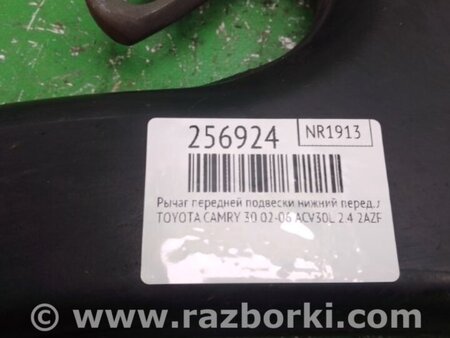 256924
NR1913
Рычаг передней подвески нижний перед.л
TOYOTA CAMRY 30 02-06 ACV30L 2.4 2AZF
© www.razborki.com/